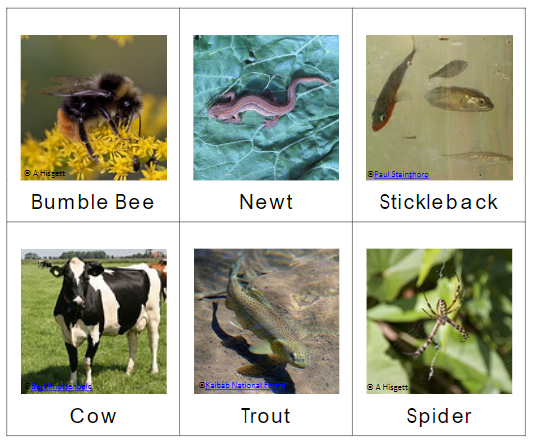 © A Hisgett
Bumble Bee
Newt
©Paul Stainthorp
Stickleback
Cow
©Kaibab National Forest
Trout
© A Hisgett
Spider